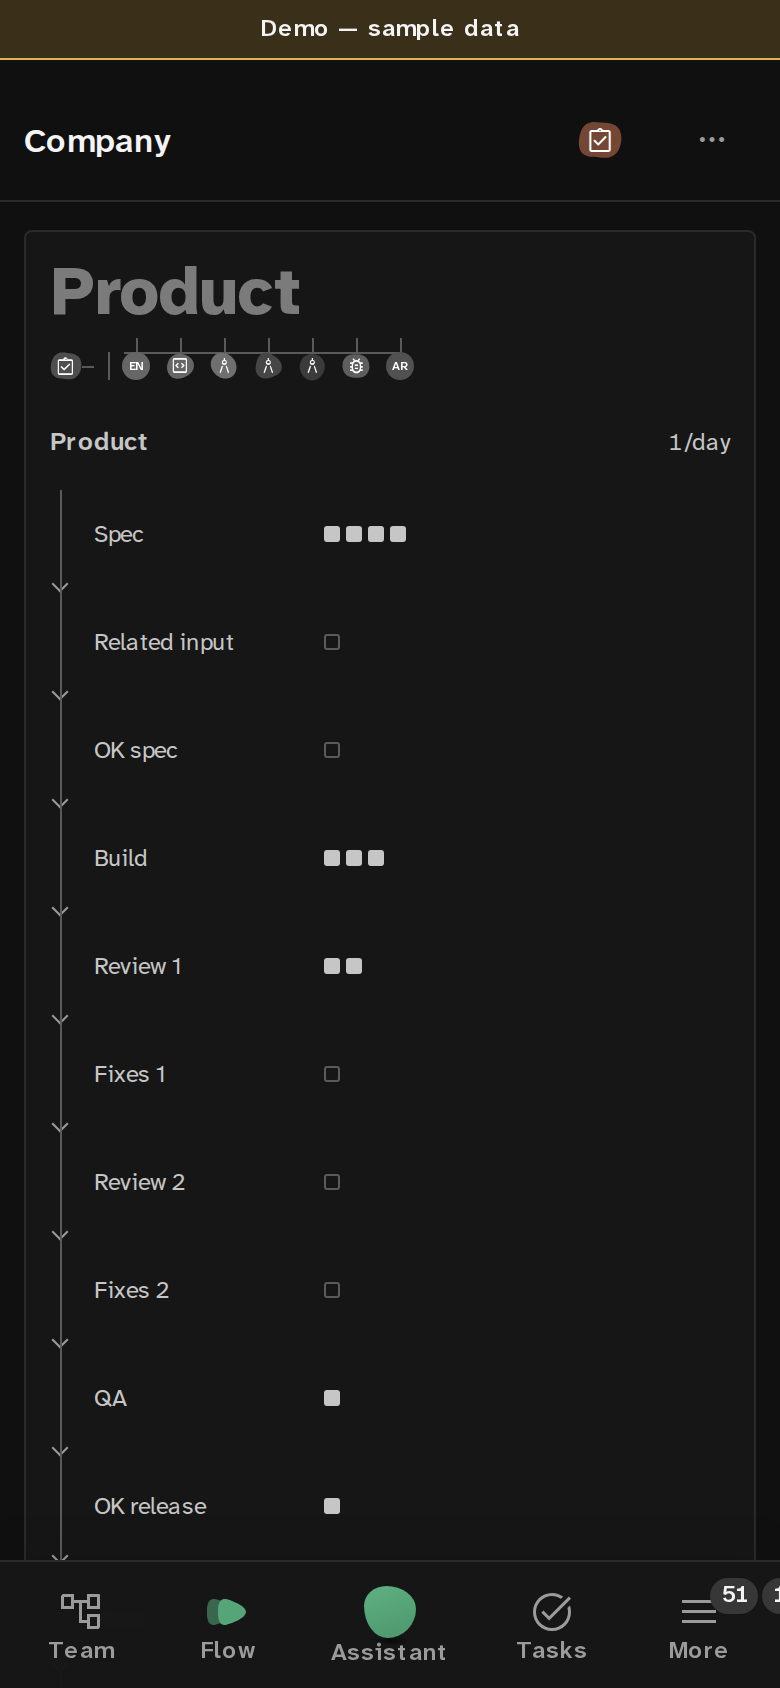 Demo — sample data
Company
Product
EN AR
Product 1/day
Spec
Related input
OK spec
Build
Review 1
Fixes 1
Review 2
Fixes 2
QA
OK release
51
Team Flow Assistant Tasks More